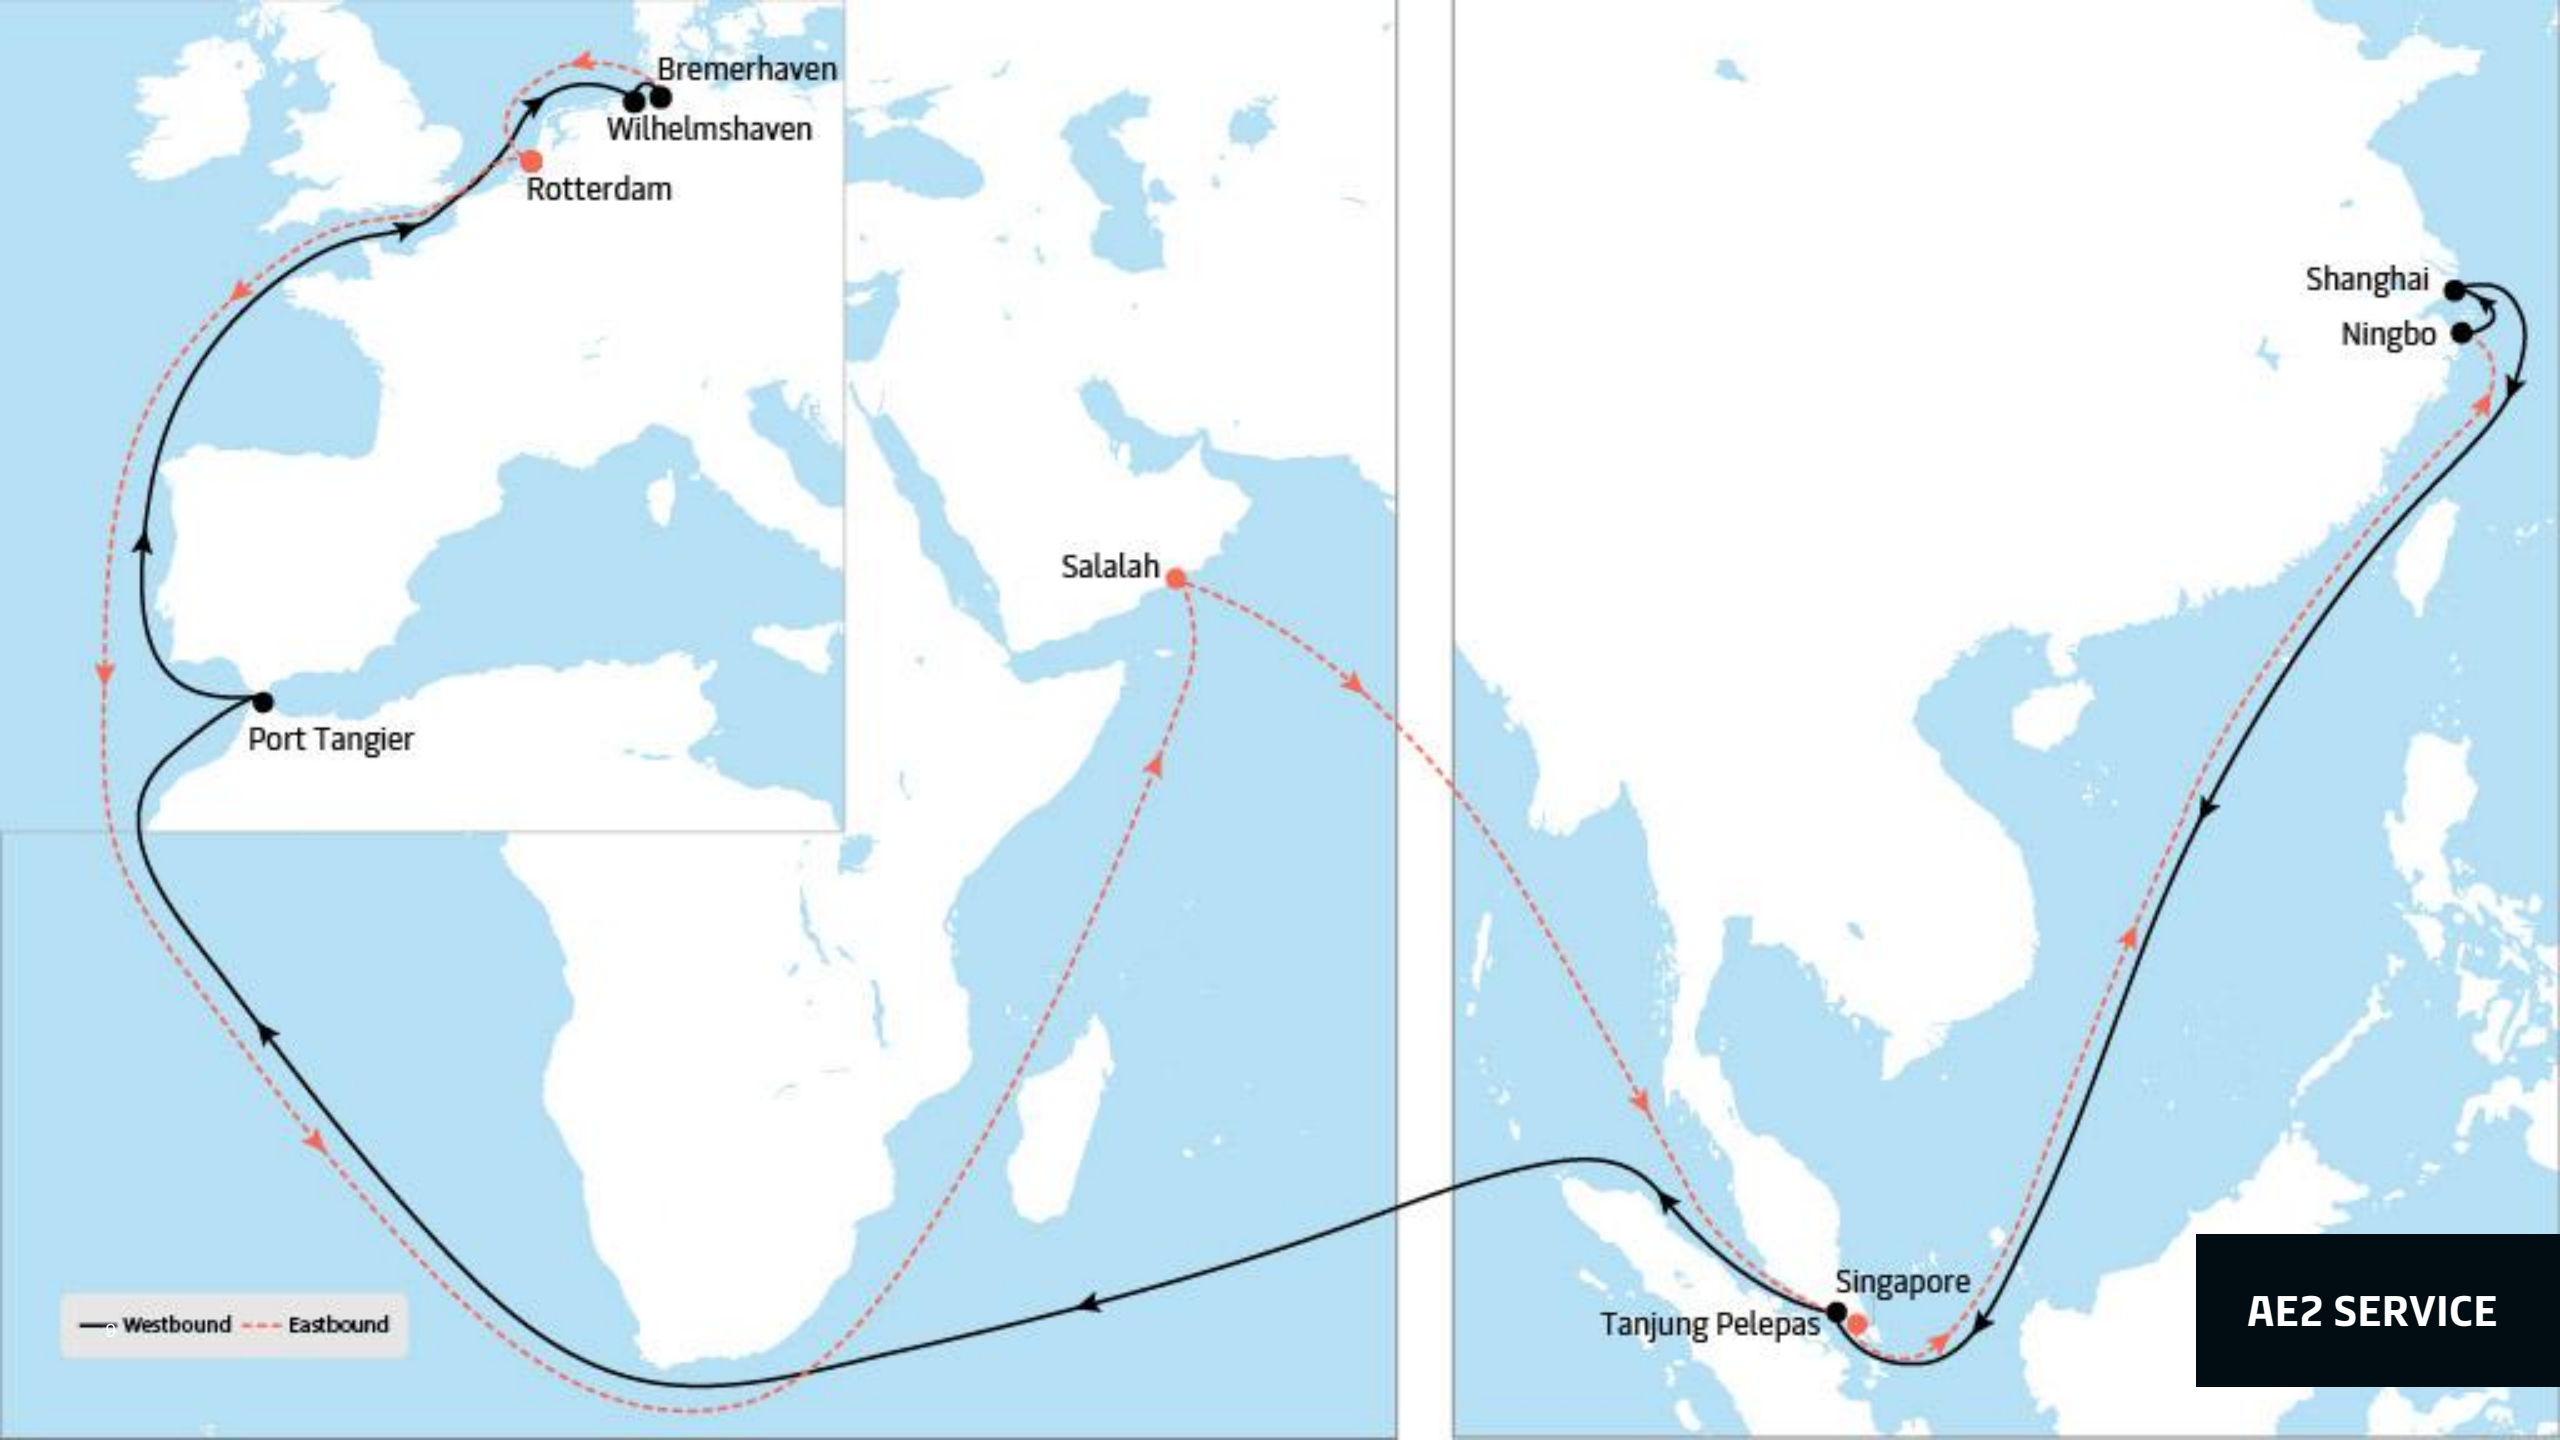 Bremerhaven
Wilhelmshaven
Rotterdam
Shanghai
Ningbo
Salalah
Port Tangier
Singapore
Tanjung Pelepas
Westbound Eastbound
AE2 SERVICE